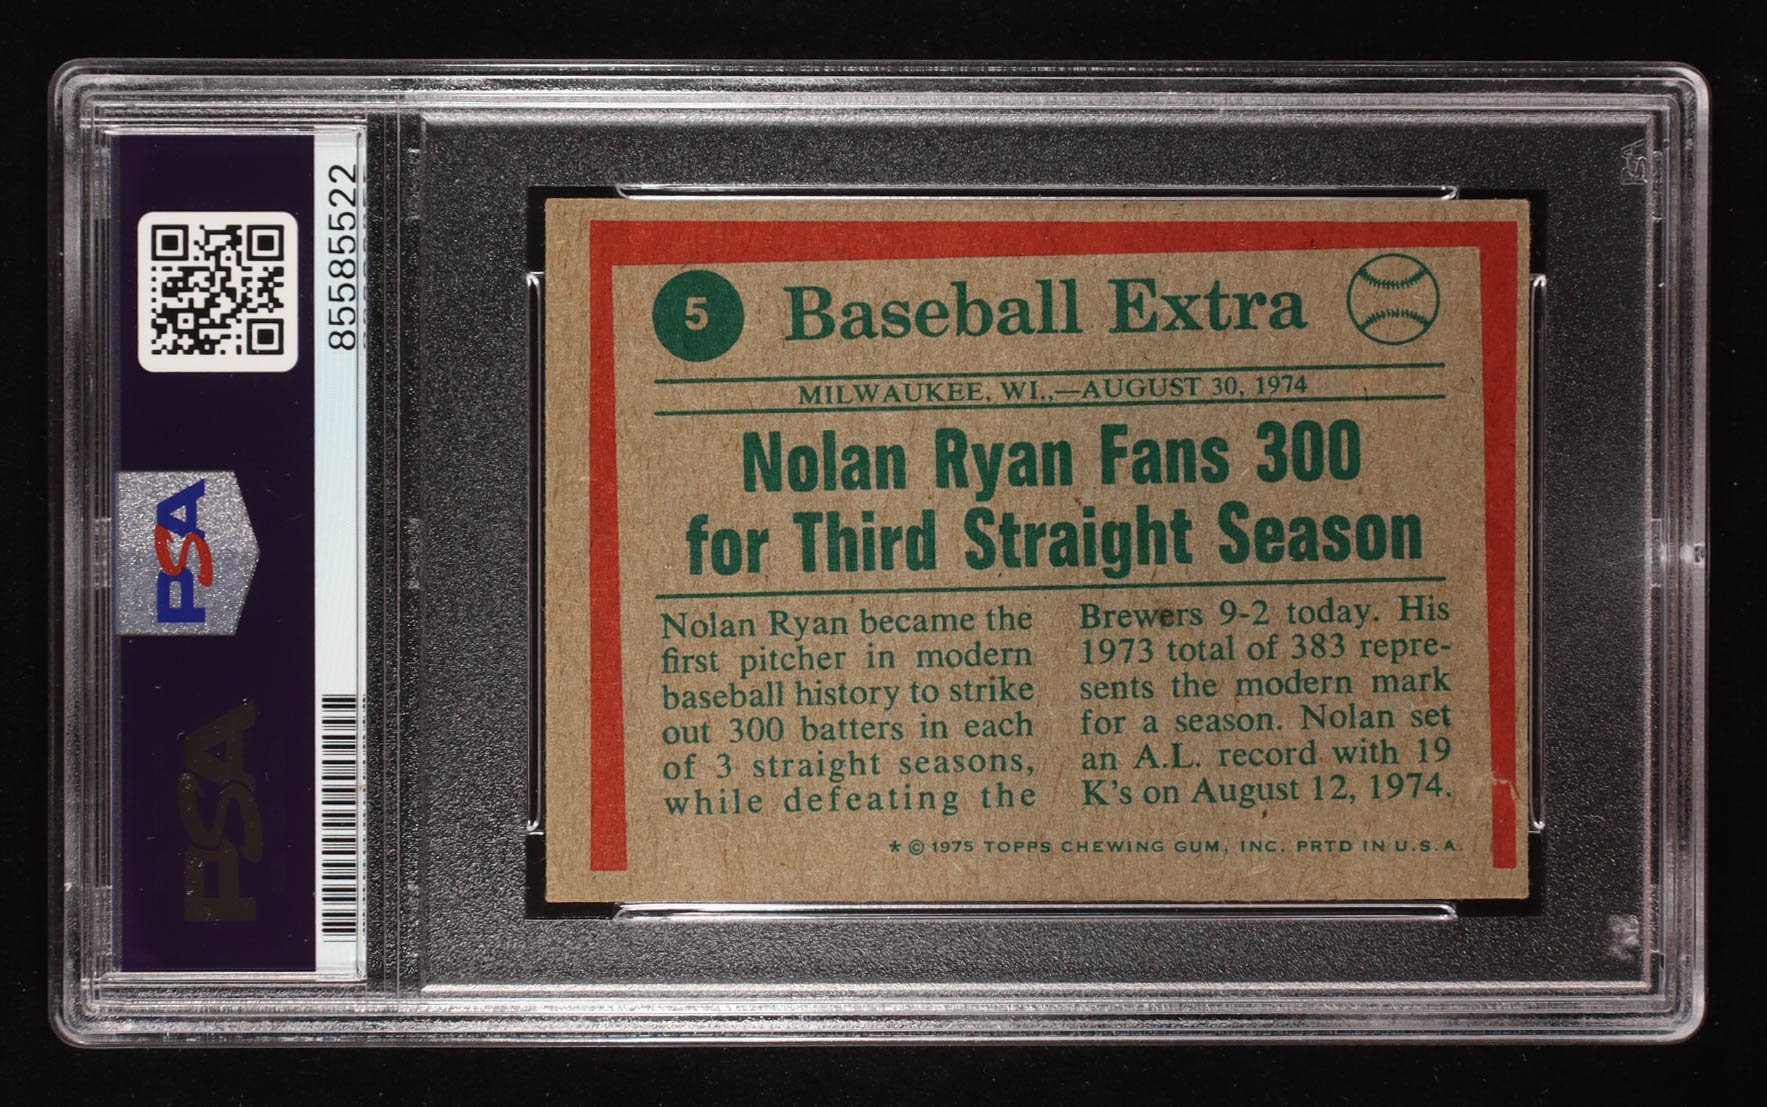 85585522
PSA
PSA
5
Baseball Extra
MILWAUKEE, WI.,—AUGUST 30, 1974
Nolan Ryan Fans 300
for Third Straight Season
Nolan Ryan became the
first pitcher in modern
baseball history to strike
out 300 batters in each
of 3 straight seasons,
while defeating the
Brewers 9-2 today. His
1973 total of 383 repre-
sents the modern mark
for a season. Nolan set
an A.L. record with 19
K's on August 12, 1974.
* © 1975 TOPPS CHEWING GUM, INC. PRTD IN U.S.A.
PSA